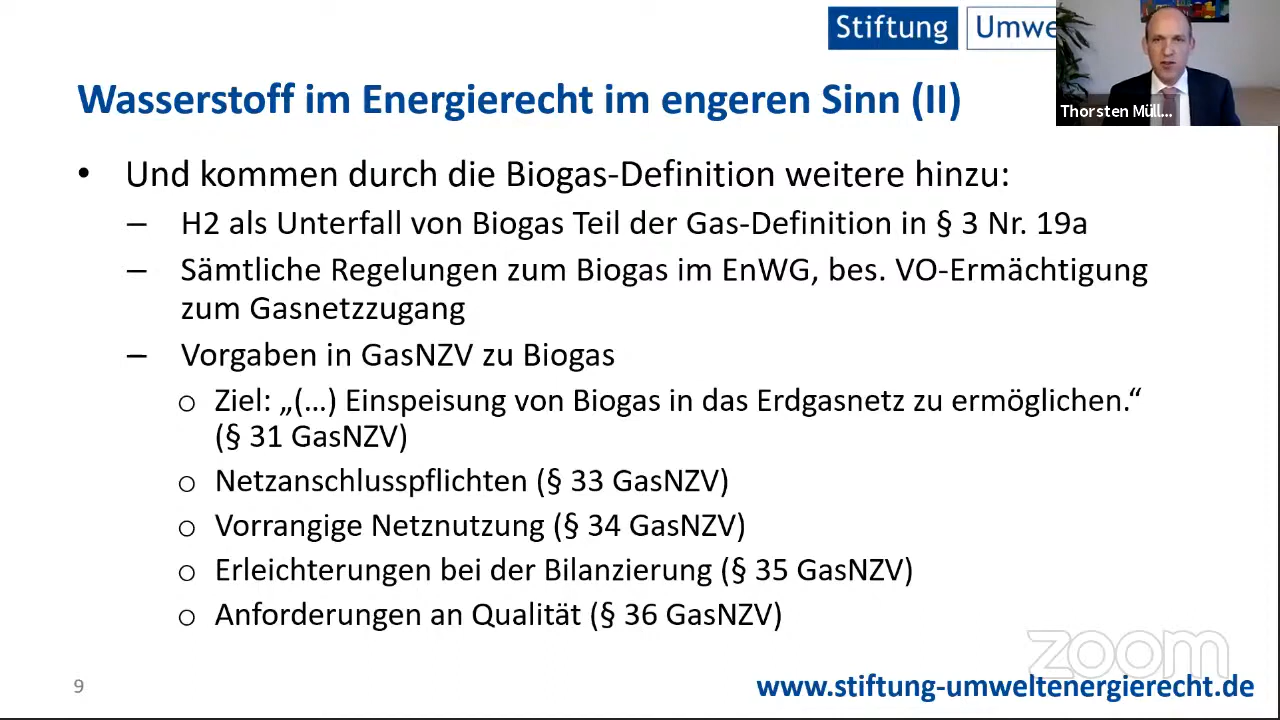 Stiftung Umwe
Thorsten Müll...
Wasserstoff im Energierecht im engeren Sinn (II)
• Und kommen durch die Biogas-Definition weitere hinzu:
– H2 als Unterfall von Biogas Teil der Gas-Definition in § 3 Nr. 19a
– Sämtliche Regelungen zum Biogas im EnWG, bes. VO-Ermächtigung
zum Gasnetzzugang
– Vorgaben in GasNZV zu Biogas
o Ziel: „(…) Einspeisung von Biogas in das Erdgasnetz zu ermöglichen.“
(§ 31 GasNZV)
o Netzanschlusspflichten (§ 33 GasNZV)
o Vorrangige Netznutzung (§ 34 GasNZV)
o Erleichterungen bei der Bilanzierung (§ 35 GasNZV)
o Anforderungen an Qualität (§ 36 GasNZV)
zoom
9
www.stiftung-umweltenergierecht.de